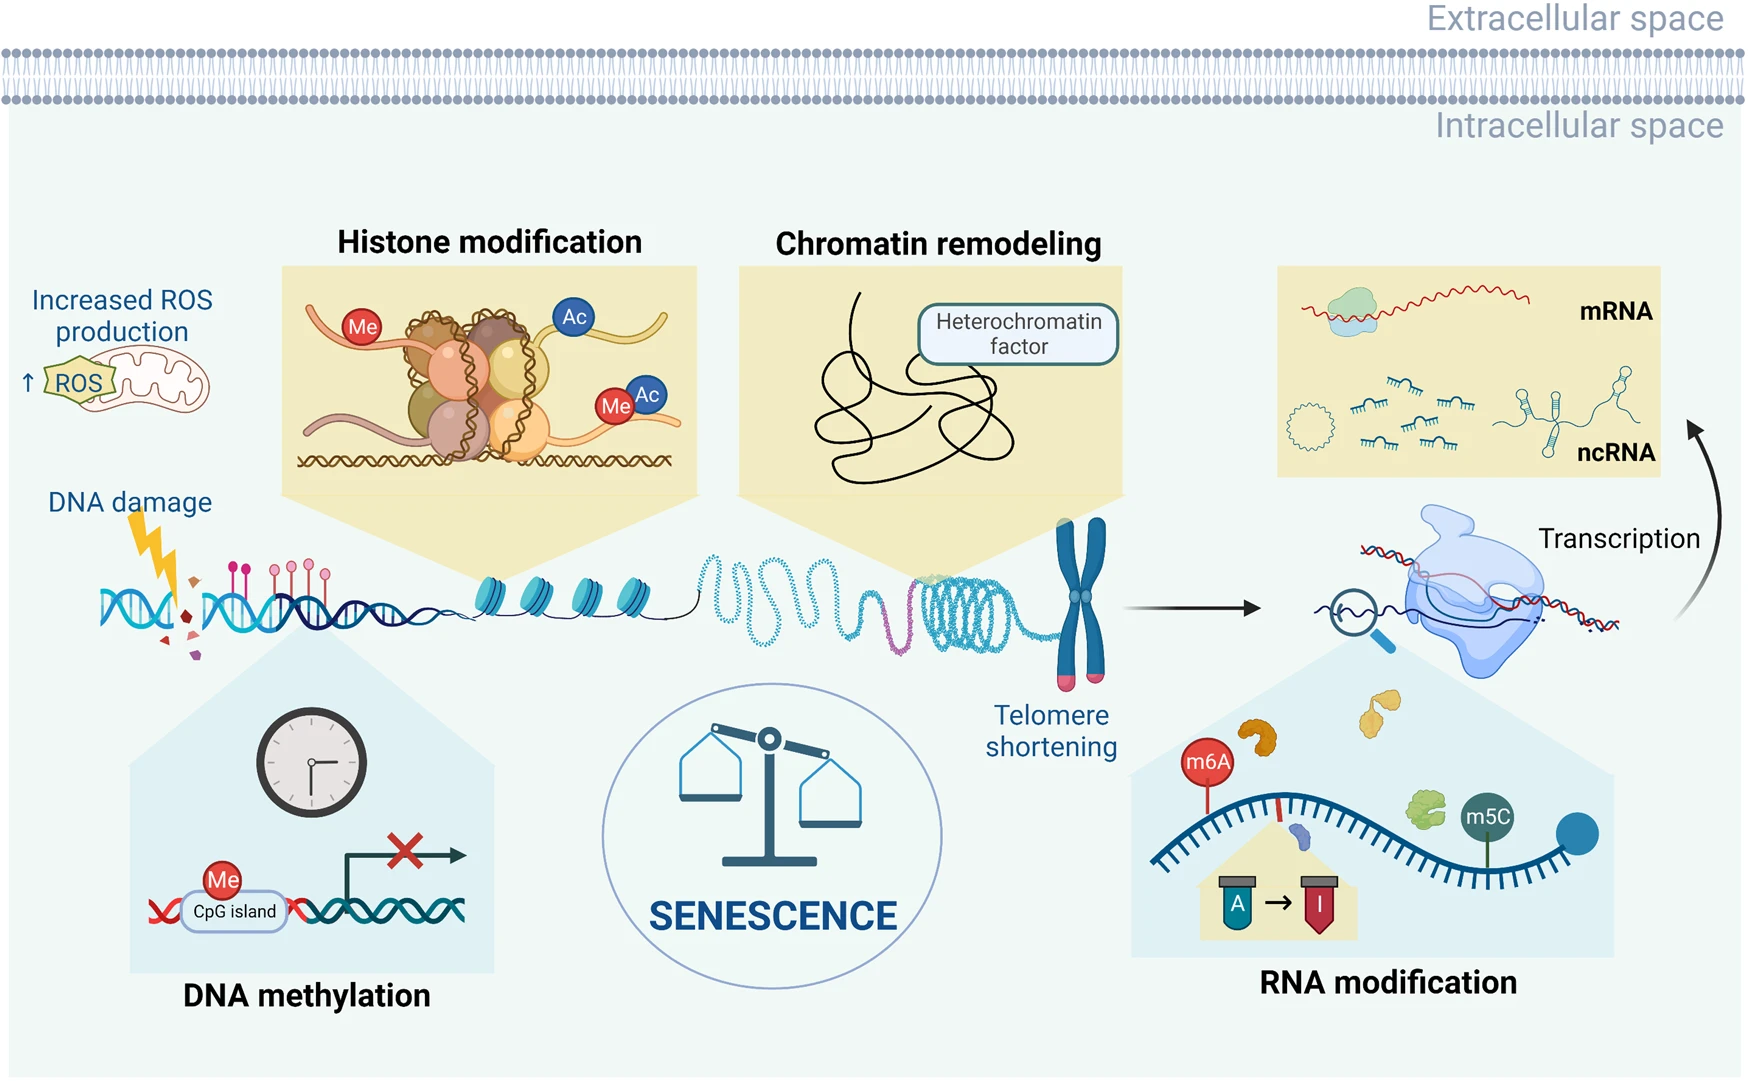 Extracellular space
Intracellular space
Histone modification
Chromatin remodeling
Increased ROS
production
↑ ROS
Me
Ac
Me
Ac
Heterochromatin
factor
mRNA
ncRNA
DNA damage
Transcription
Telomere
shortening
m6A
m5C
A → I
Me
CpG island
SENESCENCE
DNA methylation
RNA modification